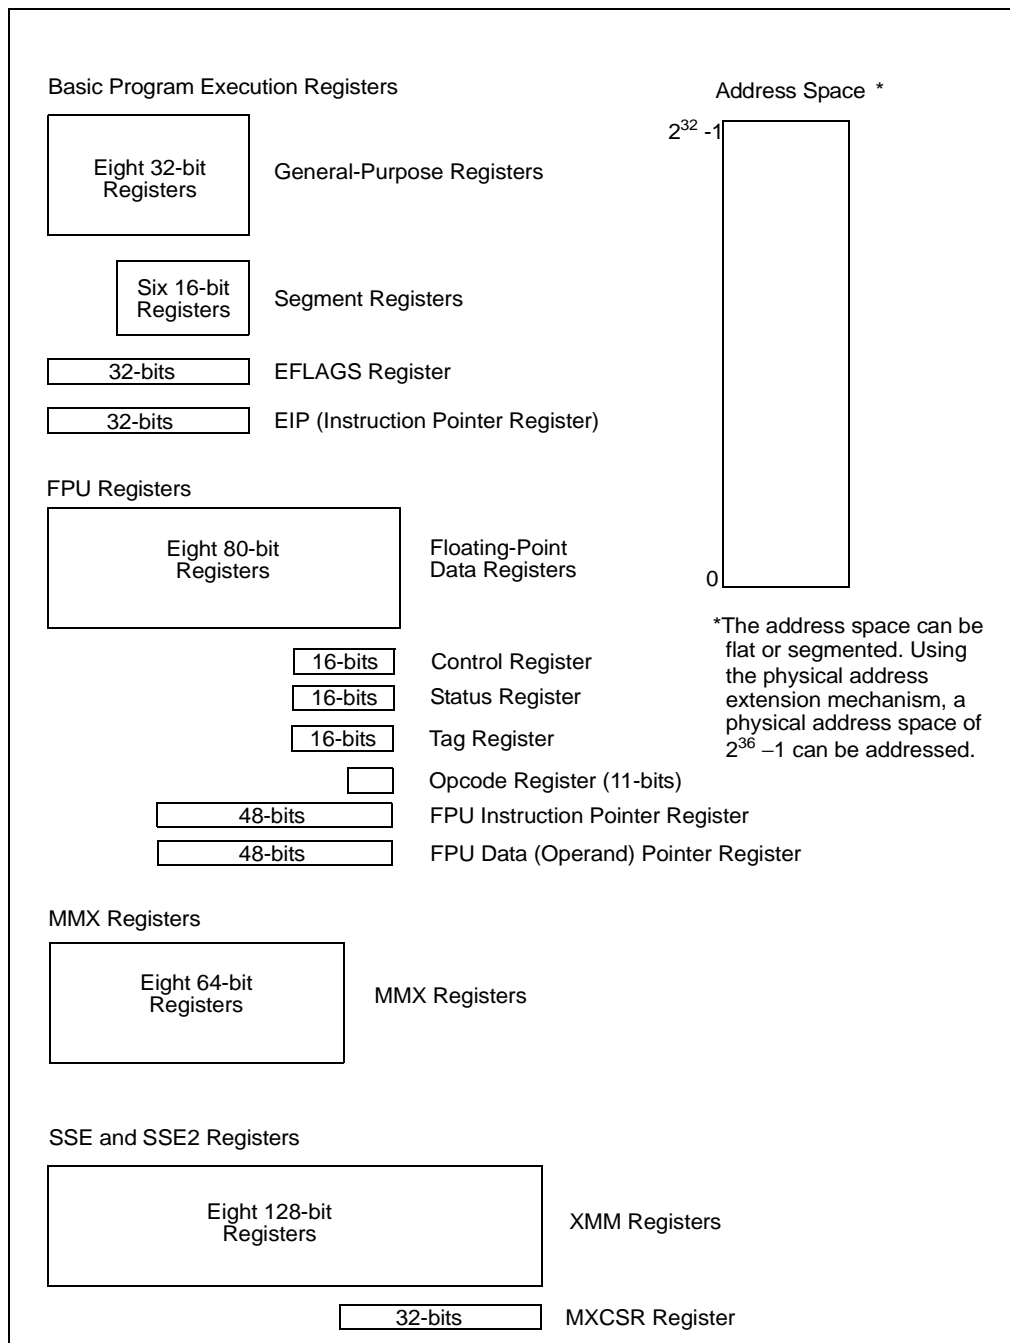 Basic Program Execution Registers
Eight 32-bit
Registers
General-Purpose Registers
Six 16-bit
Registers
Segment Registers
32-bits
EFLAGS Register
32-bits
EIP (Instruction Pointer Register)
Address Space *
2^32 -1
0
*The address space can be
flat or segmented. Using
the physical address
extension mechanism, a
physical address space of
2^36 –1 can be addressed.
FPU Registers
Eight 80-bit
Registers
Floating-Point
Data Registers
16-bits
Control Register
16-bits
Status Register
16-bits
Tag Register
Opcode Register (11-bits)
48-bits
FPU Instruction Pointer Register
48-bits
FPU Data (Operand) Pointer Register
MMX Registers
Eight 64-bit
Registers
MMX Registers
SSE and SSE2 Registers
Eight 128-bit
Registers
XMM Registers
32-bits
MXCSR Register